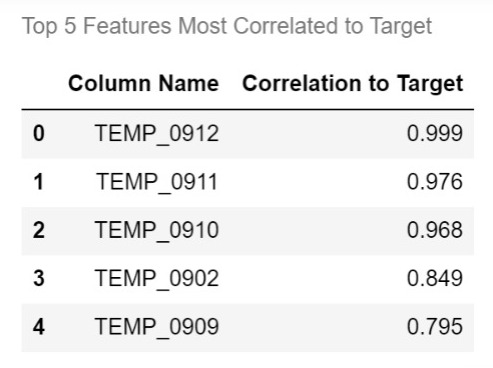 Top 5 Features Most Correlated to Target
Column Name Correlation to Target
0 TEMP_0912 0.999
1 TEMP_0911 0.976
2 TEMP_0910 0.968
3 TEMP_0902 0.849
4 TEMP_0909 0.795